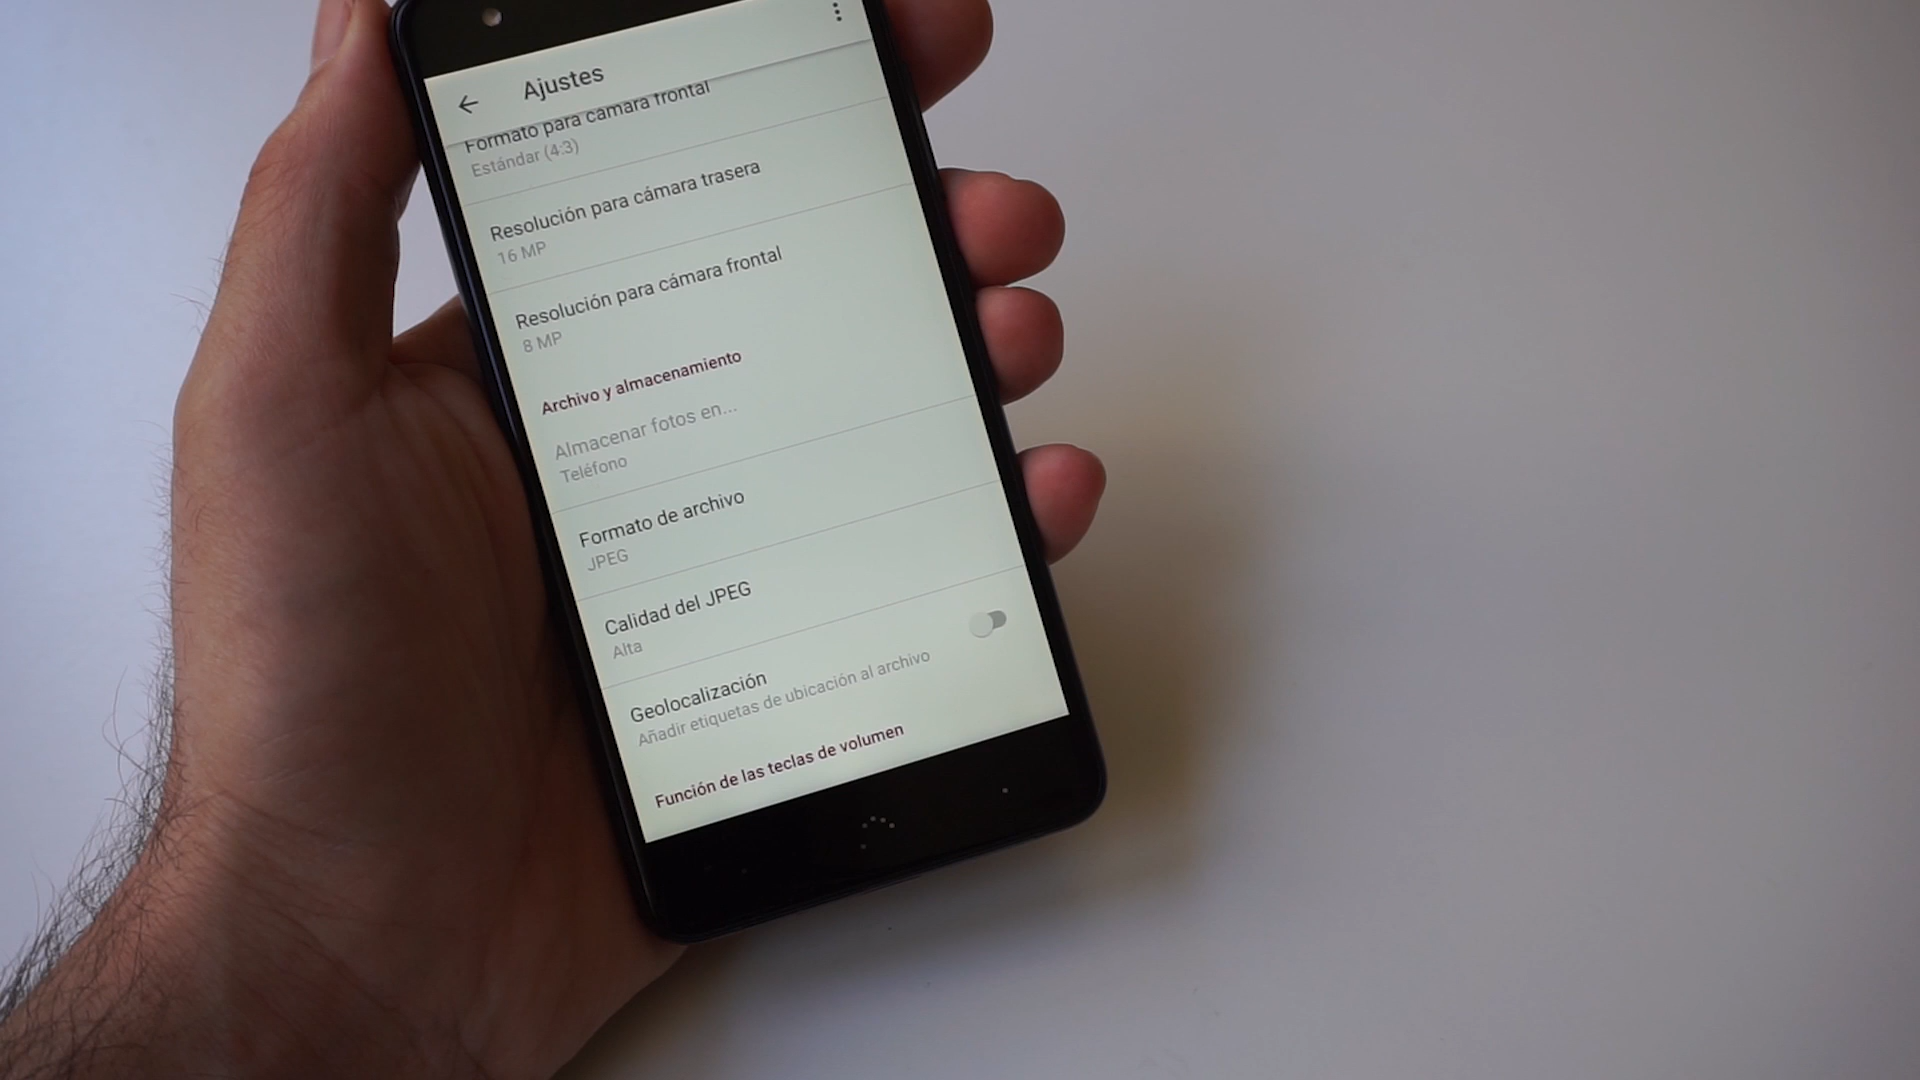 Ajustes
Formato para cámara frontal
Estándar (4:3)
Resolución para cámara trasera
16 MP
Resolución para cámara frontal
8 MP
Archivo y almacenamiento
Almacenar fotos en...
Teléfono
Formato de archivo
JPEG
Calidad del JPEG
Alta
Geolocalización
Añadir etiquetas de ubicación al archivo
Función de las teclas de volumen